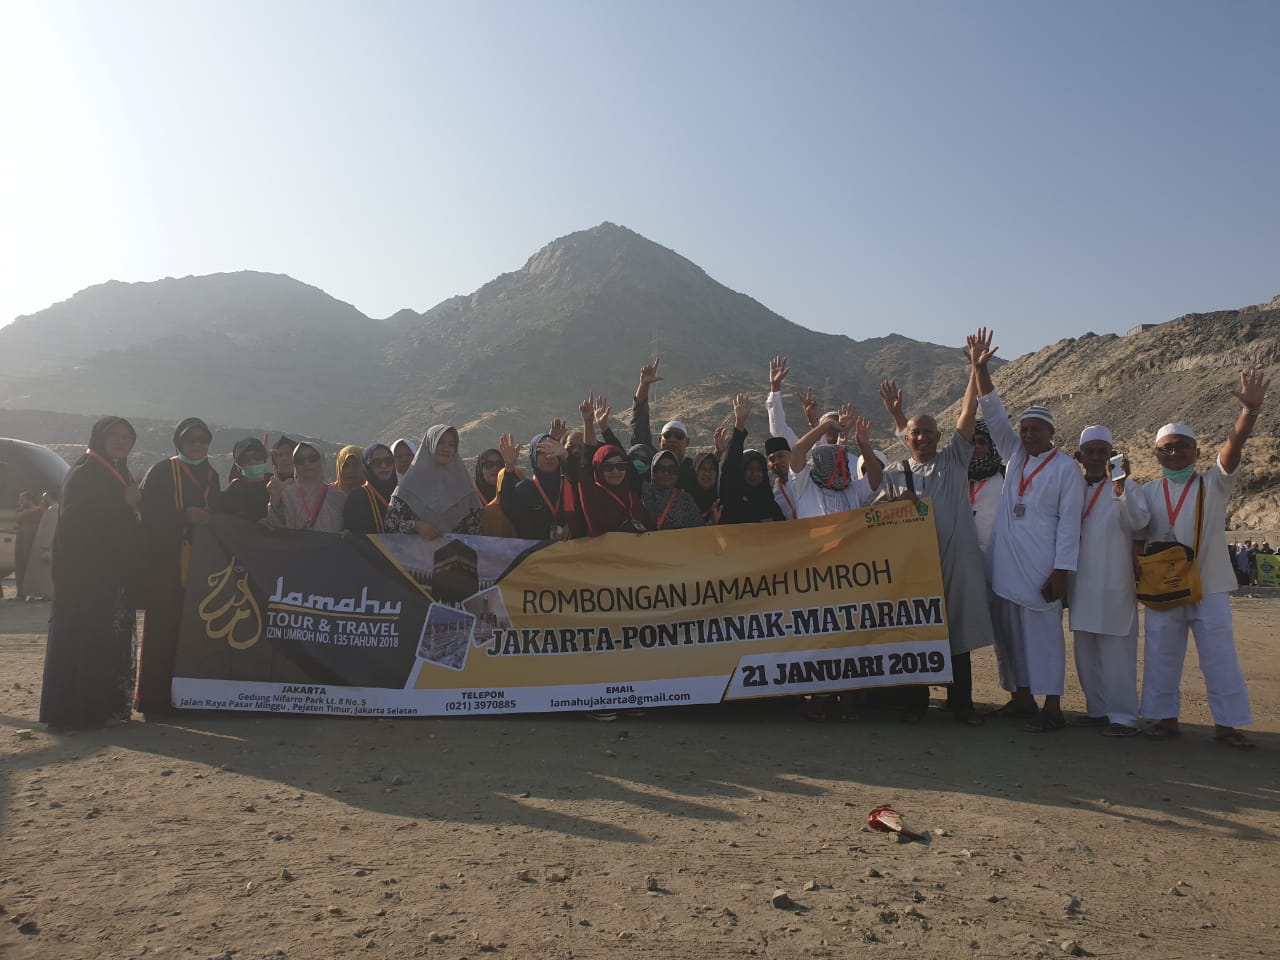 SIPATUH
ROMBONGAN JAMAAH UMROH
JAKARTA-PONTIANAK-MATARAM
21 JANUARI 2019
Jamahu
TOUR & TRAVEL
IZIN UMROH NO. 135 TAHUN 2018
JAKARTA
Gedung Nifarro Park Lt. 8 No. 5
Jalan Raya Pasar Minggu , Pejaten Timur, Jakarta Selatan
TELEPON
(021) 3970885
EMAIL
lamahujakarta@gmail.com